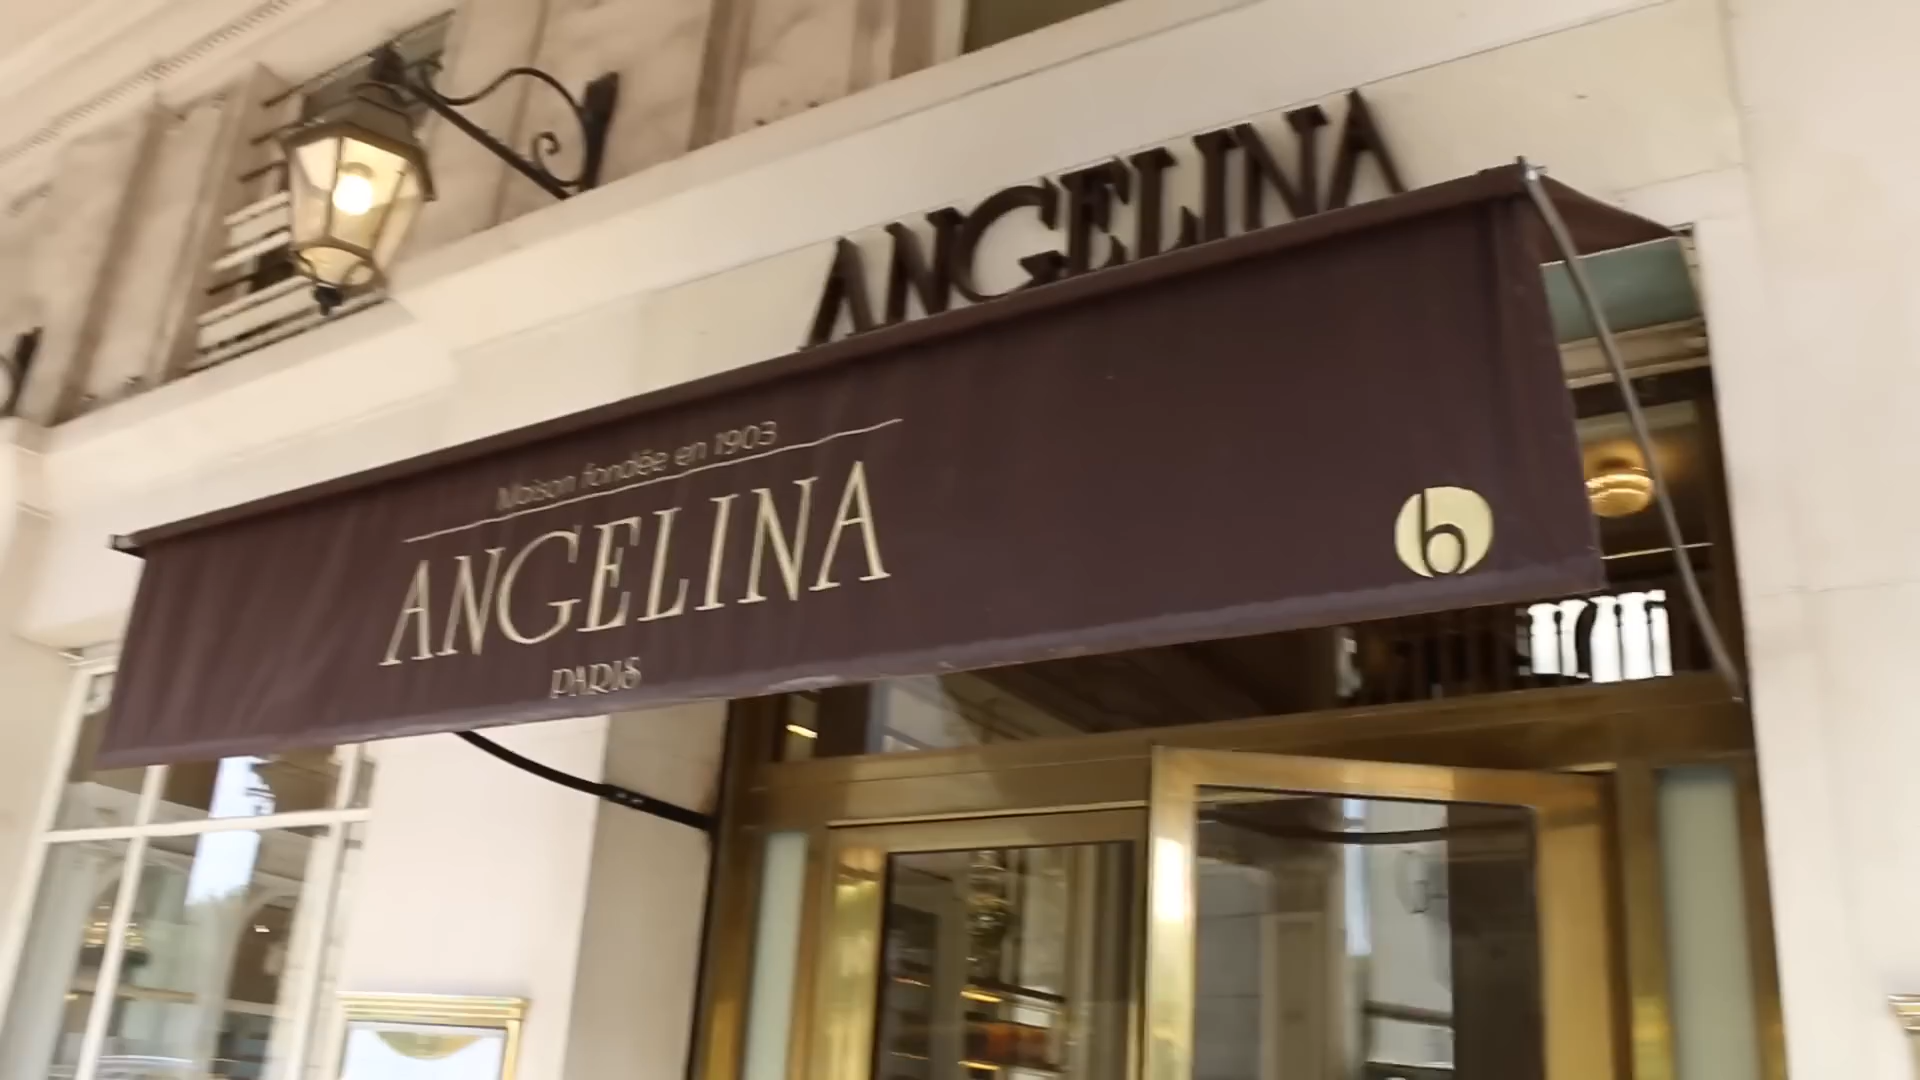 ANGELINA
Maison fondée en 1903
ANGELINA
PARIS
b